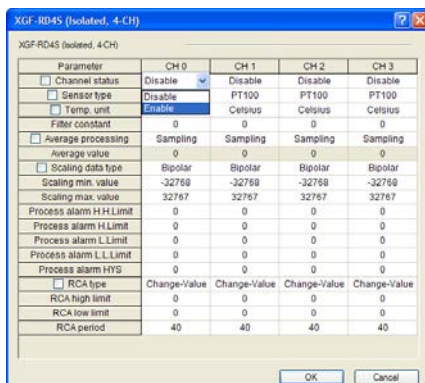 XGF-RD4S (Isolated, 4-CH)
XGF-RD4S (Isolated, 4-CH)
Parameter CH 0 CH 1 CH 2 CH 3
Channel status Disable Disable Disable Disable
Sensor type Disable PT100 PT100 PT100
Temp. unit Enable Celsius Celsius Celsius
Filter constant 0 0 0 0
Average processing Sampling Sampling Sampling Sampling
Average value 0 0 0 0
Scaling data type Bipolar Bipolar Bipolar Bipolar
Scaling min. value -32768 -32768 -32768 -32768
Scaling max. value 32767 32767 32767 32767
Process alarm H.H.Limit 0 0 0 0
Process alarm H.Limit 0 0 0 0
Process alarm L.Limit 0 0 0 0
Process alarm L.L.Limit 0 0 0 0
Process alarm HYS 0 0 0 0
RCA type Change-Value Change-Value Change-Value Change-Value
RCA high limit 0 0 0 0
RCA low limit 0 0 0 0
RCA period 40 40 40 40
OK Cancel